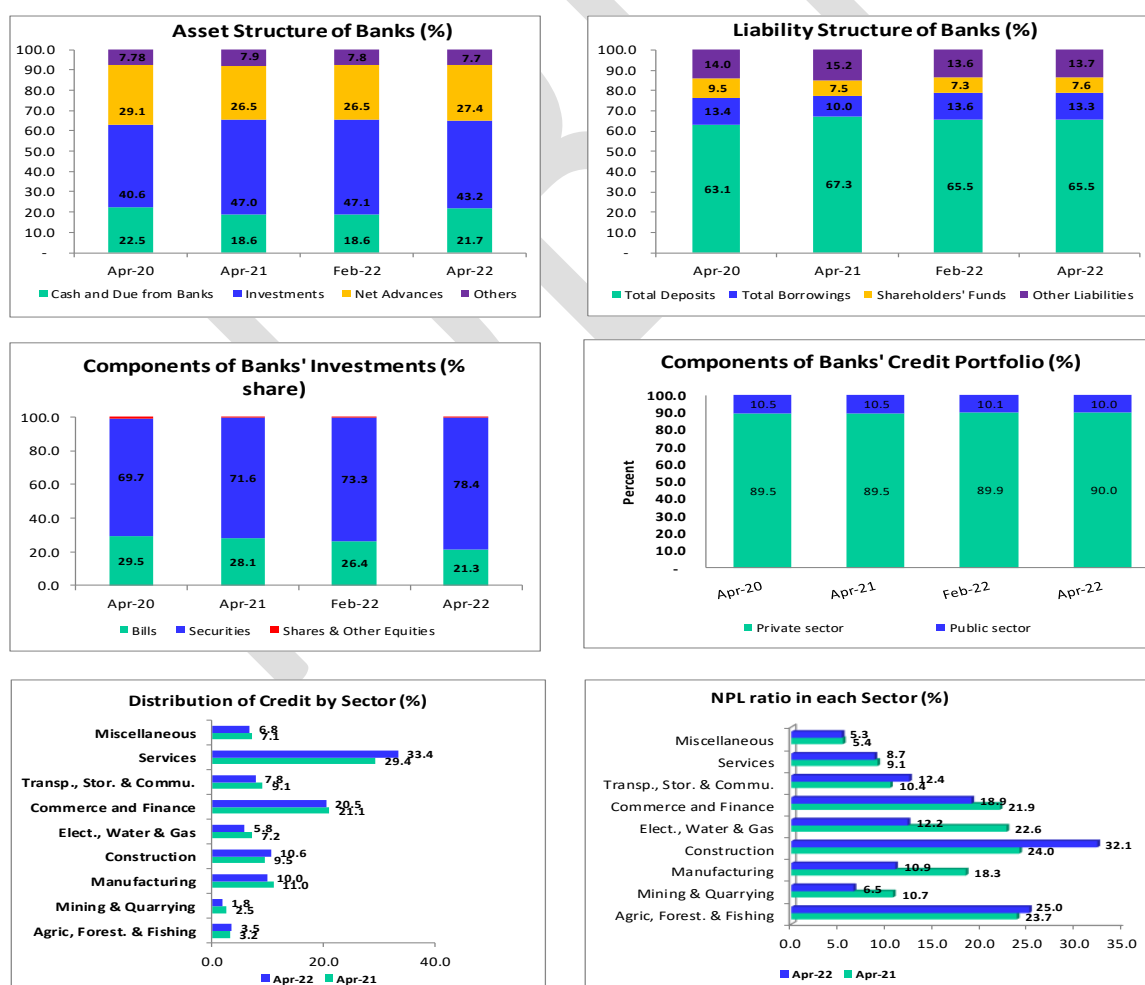 Asset Structure of Banks (%)
100.0
90.0
80.0
70.0
60.0
50.0
40.0
30.0
20.0
10.0
-
7.78 7.9 7.8 7.7
29.1 26.5 26.5 27.4
40.6 47.0 47.1 43.2
22.5 18.6 18.6 21.7
Apr-20 Apr-21 Feb-22 Apr-22
Cash and Due from Banks Investments Net Advances Others
Liability Structure of Banks (%)
100.0
90.0
80.0
70.0
60.0
50.0
40.0
30.0
20.0
10.0
-
14.0 15.2 13.6 13.7
9.5 7.5 7.3 7.6
13.4 10.0 13.6 13.3
63.1 67.3 65.5 65.5
Apr-20 Apr-21 Feb-22 Apr-22
Total Deposits Total Borrowings Shareholders' Funds Other Liabilities
Components of Banks' Investments (%
share)
100.0
80.0
60.0
40.0
20.0
0.0
69.7 71.6 73.3 78.4
29.5 28.1 26.4 21.3
Apr-20 Apr-21 Feb-22 Apr-22
Bills Securities Shares & Other Equities
Components of Banks' Credit Portfolio (%)
Percent
100.0
90.0
80.0
70.0
60.0
50.0
40.0
30.0
20.0
10.0
-
10.5 10.5 10.1 10.0
89.5 89.5 89.9 90.0
Apr-20 Apr-21 Feb-22 Apr-22
Private sector Public sector
Distribution of Credit by Sector (%)
Miscellaneous 6.8 7.1
Services 33.4 29.4
Transp., Stor. & Commu. 7.8 9.1
Commerce and Finance 20.5 21.1
Elect., Water & Gas 5.8 7.2
Construction 10.6 9.5
Manufacturing 10.0 11.0
Mining & Quarrying 1.8 2.5
Agric, Forest. & Fishing 3.5 3.2
0.0 20.0 40.0
Apr-22 Apr-21
NPL ratio in each Sector (%)
Miscellaneous 5.3 5.4
Services 8.7 9.1
Transp., Stor. & Commu. 12.4 10.4
Commerce and Finance 18.9 21.9
Elect., Water & Gas 12.2 22.6
Construction 32.1 24.0
Manufacturing 10.9 18.3
Mining & Quarrying 6.5 10.7
Agric, Forest. & Fishing 25.0 23.7
0.0 5.0 10.0 15.0 20.0 25.0 30.0 35.0
Apr-22 Apr-21